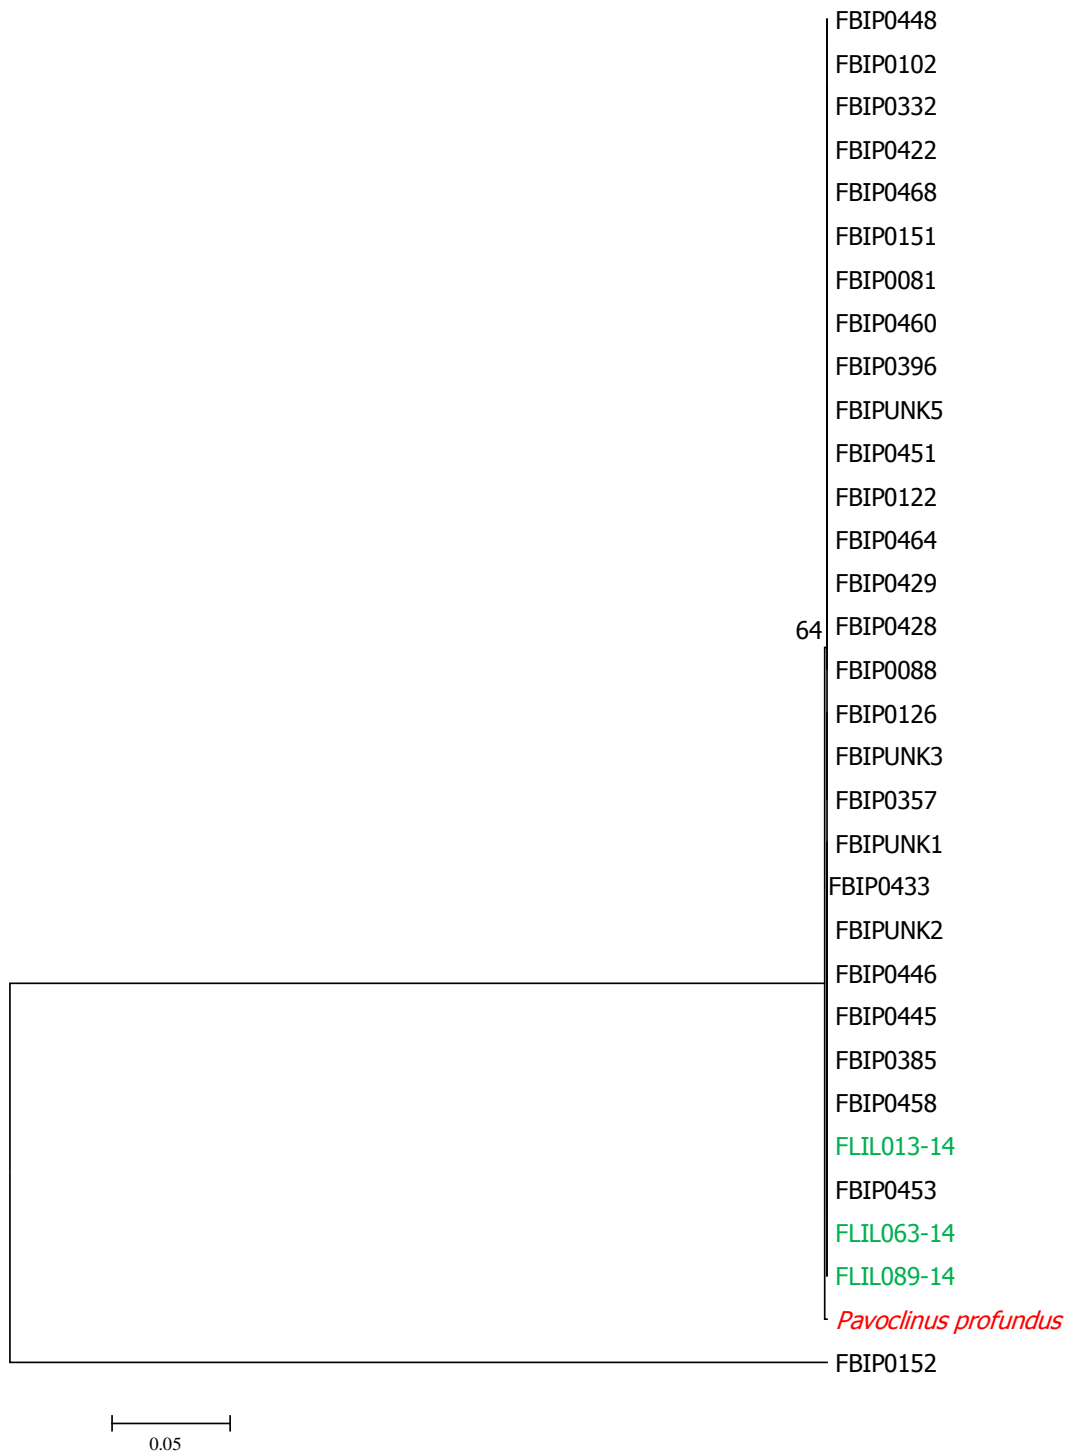 FBIP0448
FBIP0102
FBIP0332
FBIP0422
FBIP0468
FBIP0151
FBIP0081
FBIP0460
FBIP0396
FBIPUNK5
FBIP0451
FBIP0122
FBIP0464
FBIP0429
64 FBIP0428
FBIP0088
FBIP0126
FBIPUNK3
FBIP0357
FBIPUNK1
FBIP0433
FBIPUNK2
FBIP0446
FBIP0445
FBIP0385
FBIP0458
FLIL013-14
FBIP0453
FLIL063-14
FLIL089-14
Pavoclinus profundus
FBIP0152
0.05